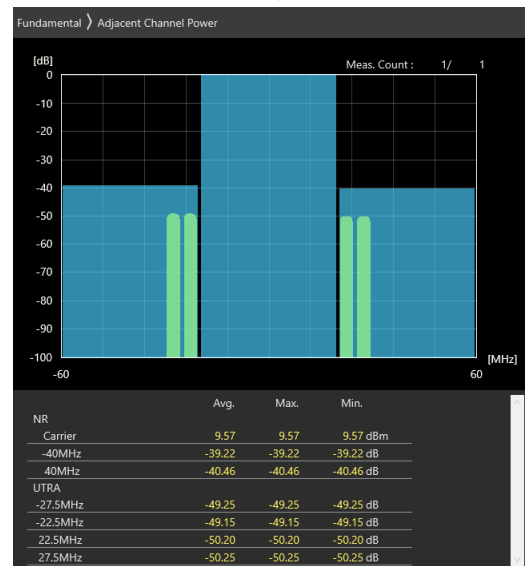 Fundamental 〉 Adjacent Channel Power
[dB]
Meas. Count : 1/ 1
0
-10
-20
-30
-40
-50
-60
-70
-80
-90
-100
[MHz]
-60 60
Avg. Max. Min.
NR
Carrier 9.57 9.57 9.57 dBm
-40MHz -39.22 -39.22 -39.22 dB
40MHz -40.46 -40.46 -40.46 dB
UTRA
-27.5MHz -49.25 -49.25 -49.25 dB
-22.5MHz -49.15 -49.15 -49.15 dB
22.5MHz -50.20 -50.20 -50.20 dB
27.5MHz -50.25 -50.25 -50.25 dB